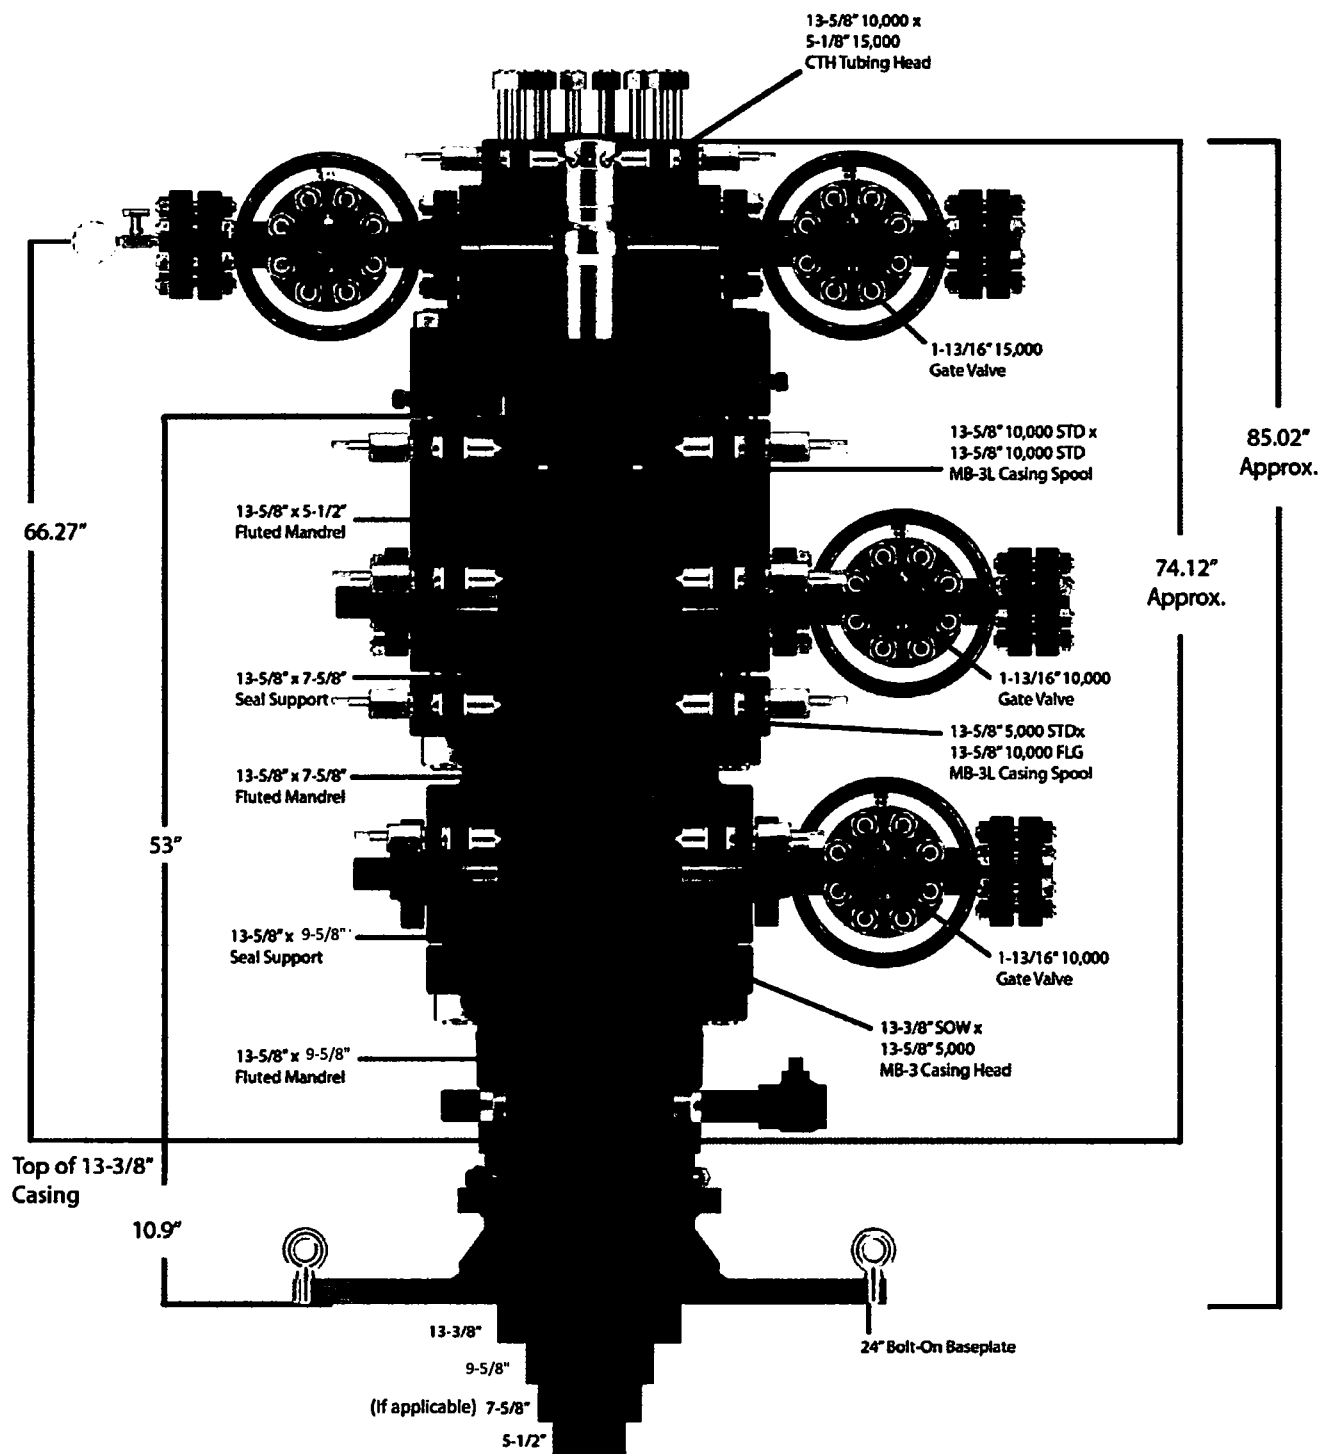 13-5/8" 10,000 x
5-1/8" 15,000
CTH Tubing Head
1-13/16" 15,000
Gate Valve
13-5/8" 10,000 STD x
13-5/8" 10,000 STD
MB-3L Casing Spool
85.02"
Approx.
66.27"
13-5/8" x 5-1/2"
Fluted Mandrel
74.12"
Approx.
13-5/8" x 7-5/8"
Seal Support
1-13/16" 10,000
Gate Valve
13-5/8" 5,000 STDx
13-5/8" 10,000 FLG
MB-3L Casing Spool
13-5/8" x 7-5/8"
Fluted Mandrel
53"
13-5/8" x 9-5/8"
Seal Support
1-13/16" 10,000
Gate Valve
13-3/8" SOW x
13-5/8" 5,000
MB-3 Casing Head
13-5/8" x 9-5/8"
Fluted Mandrel
Top of 13-3/8"
Casing
10.9"
13-3/8"
24" Bolt-On Baseplate
9-5/8"
(If applicable) 7-5/8"
5-1/2"